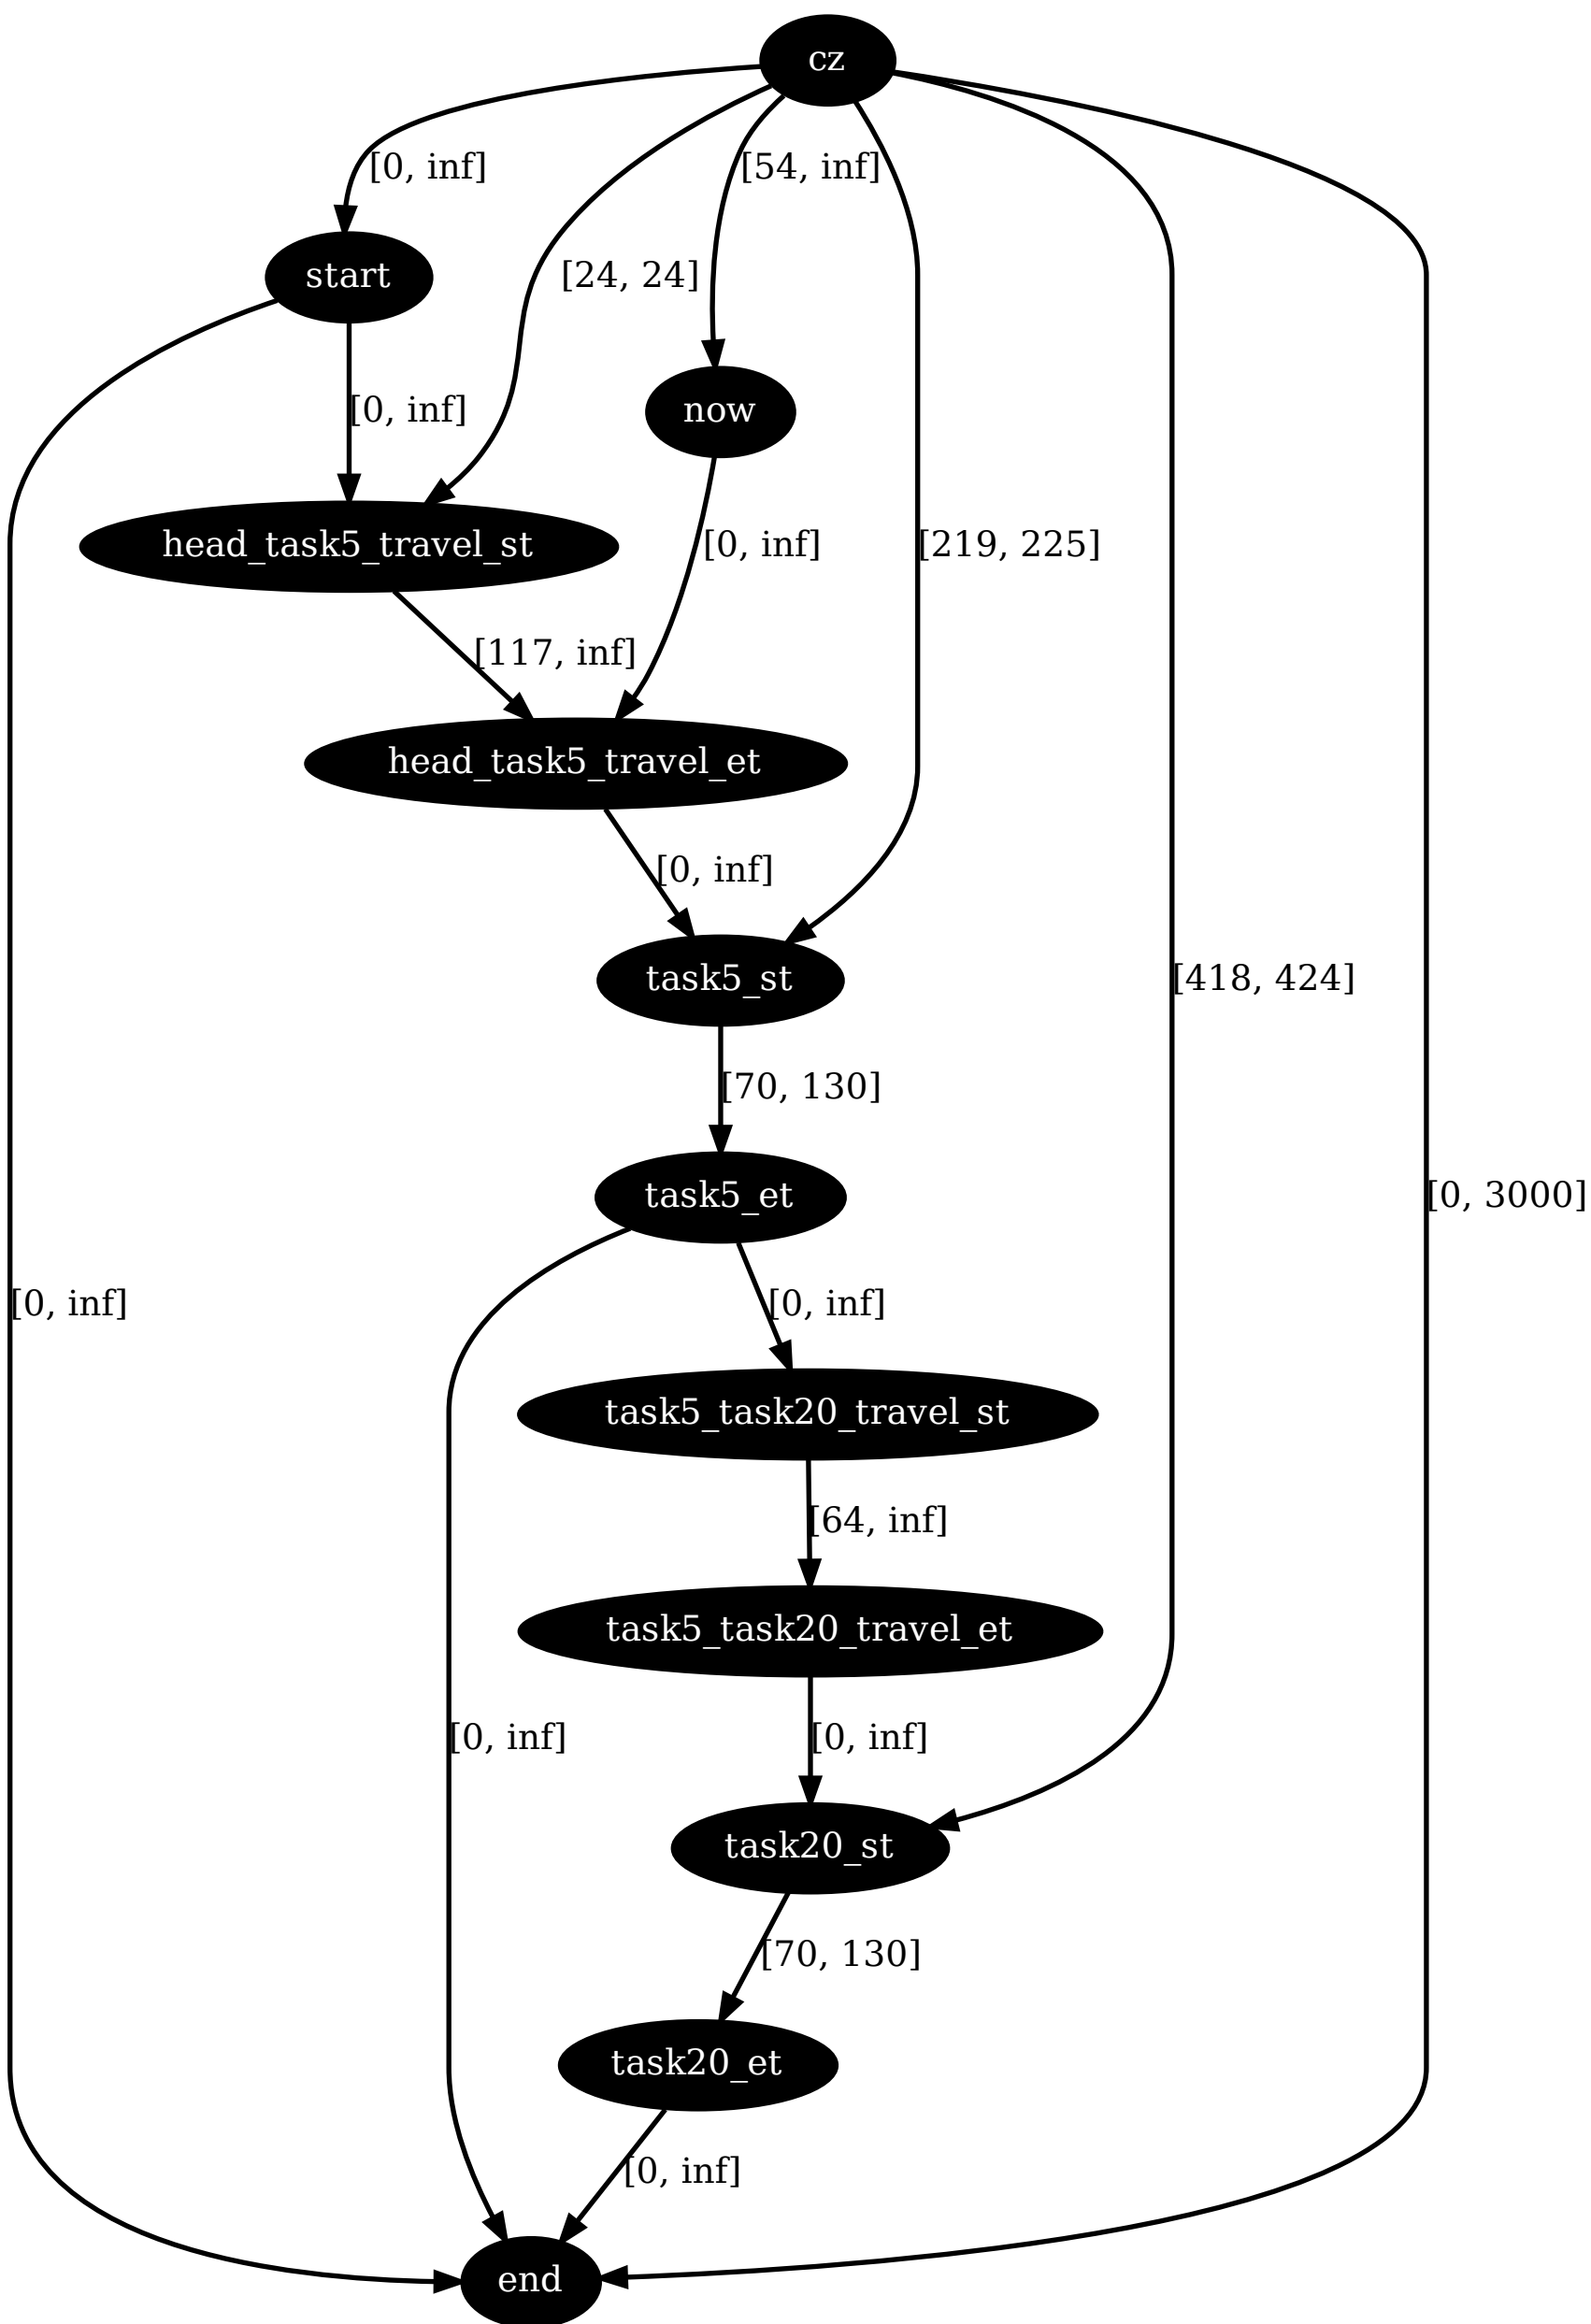 cz
[0, inf]
[54, inf]
start
[24, 24]
now
[0, inf]
head_task5_travel_st
[0, inf]
[219, 225]
[117, inf]
head_task5_travel_et
[0, inf]
task5_st
[418, 424]
[70, 130]
task5_et
[0, 3000]
[0, inf]
[0, inf]
task5_task20_travel_st
[64, inf]
task5_task20_travel_et
[0, inf]
[0, inf]
task20_st
[70, 130]
task20_et
[0, inf]
end